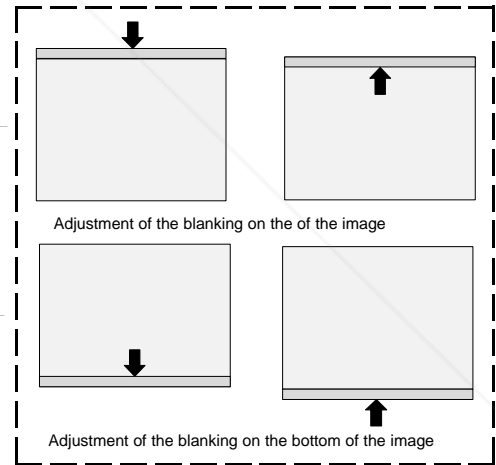 Adjustment of the blanking on the of the image
Adjustment of the blanking on the bottom of the image